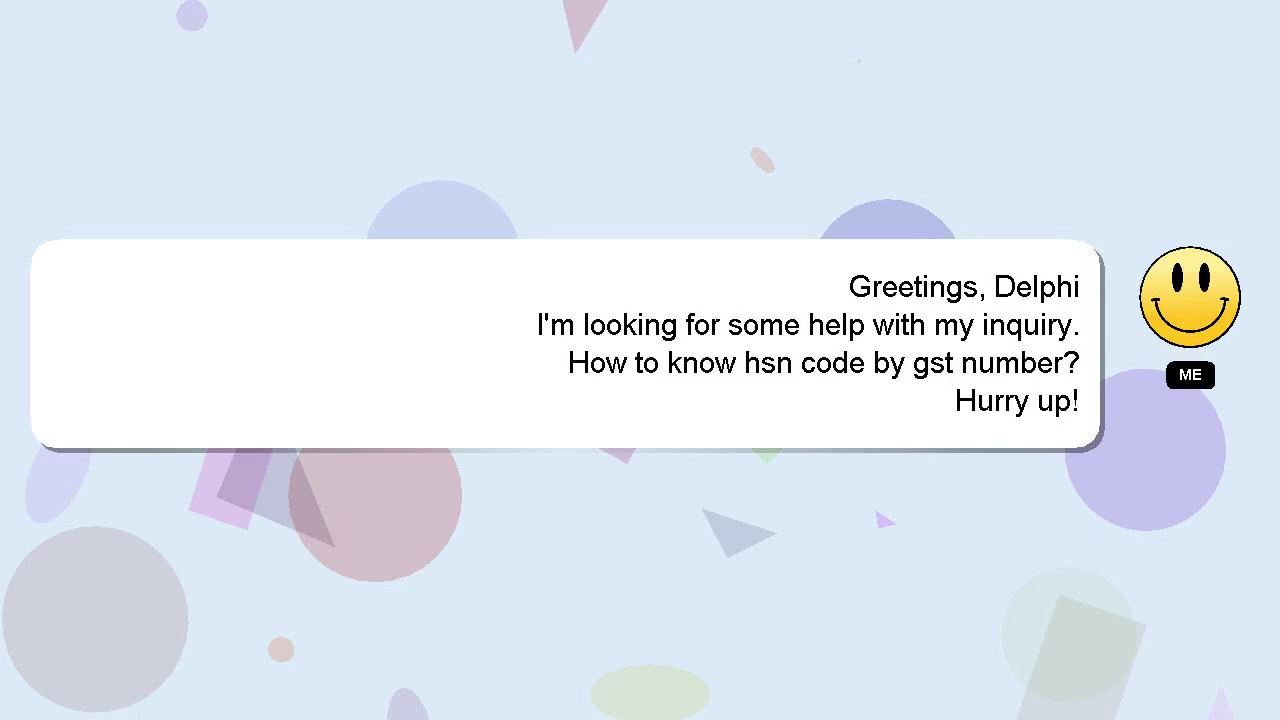 Greetings, Delphi
I'm looking for some help with my inquiry.
How to know hsn code by gst number?
Hurry up!
ME